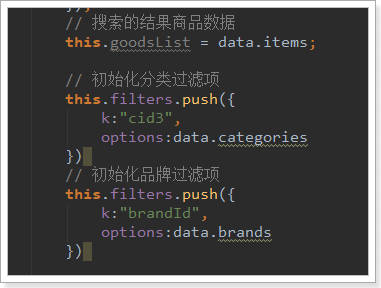 });
// 搜索的结果商品数据
this.goodsList = data.items;
// 初始化分类过滤项
this.filters.push({
k:"cid3",
options:data.categories
})
// 初始化品牌过滤项
this.filters.push({
k:"brandId",
options:data.brands
})